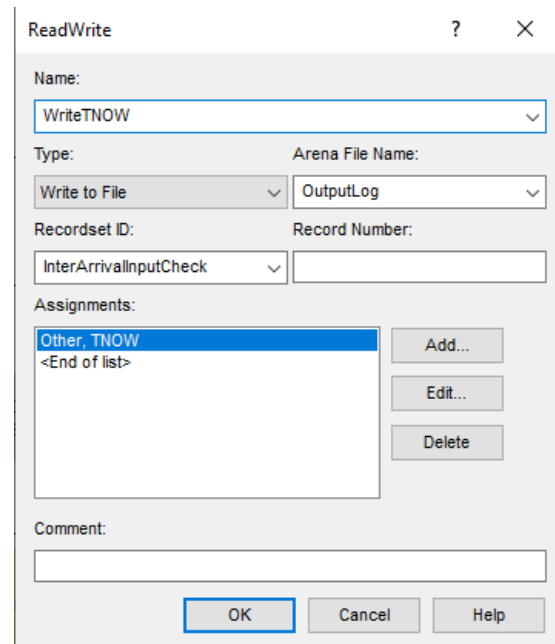 ReadWrite ?
Name:
WriteTNOW
Type: Arena File Name:
Write to File OutputLog
Recordset ID: Record Number:
InterArrivalInputCheck
Assignments:
Other, TNOW
<End of list>
Add...
Edit...
Delete
Comment:
OK Cancel Help